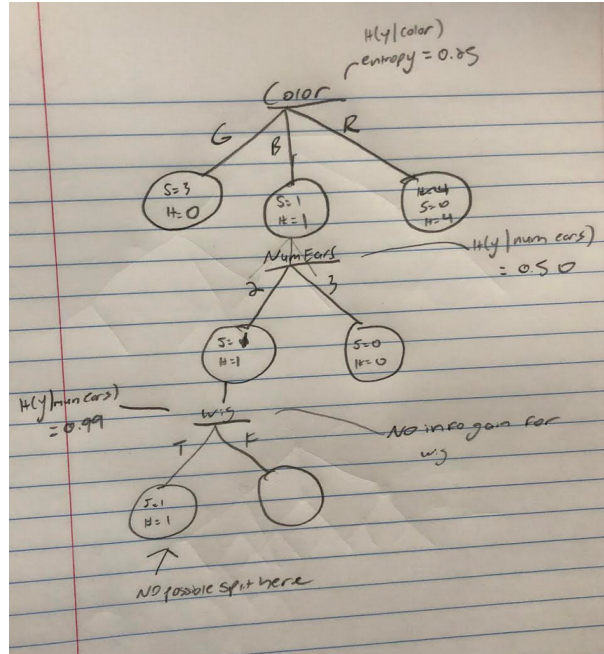 H(y|color)
entropy = 0.25
Color
G
B
R
S=3
H=0
S=1
H=1
S=0
H=4
NumEars
H(y|num ears)
= 0.50
2
3
H=1
S=0
H=0
H(y|num ears)
= 0.99
wig
No info gain for
wig
T
F
S=1
H=1
No possible split here